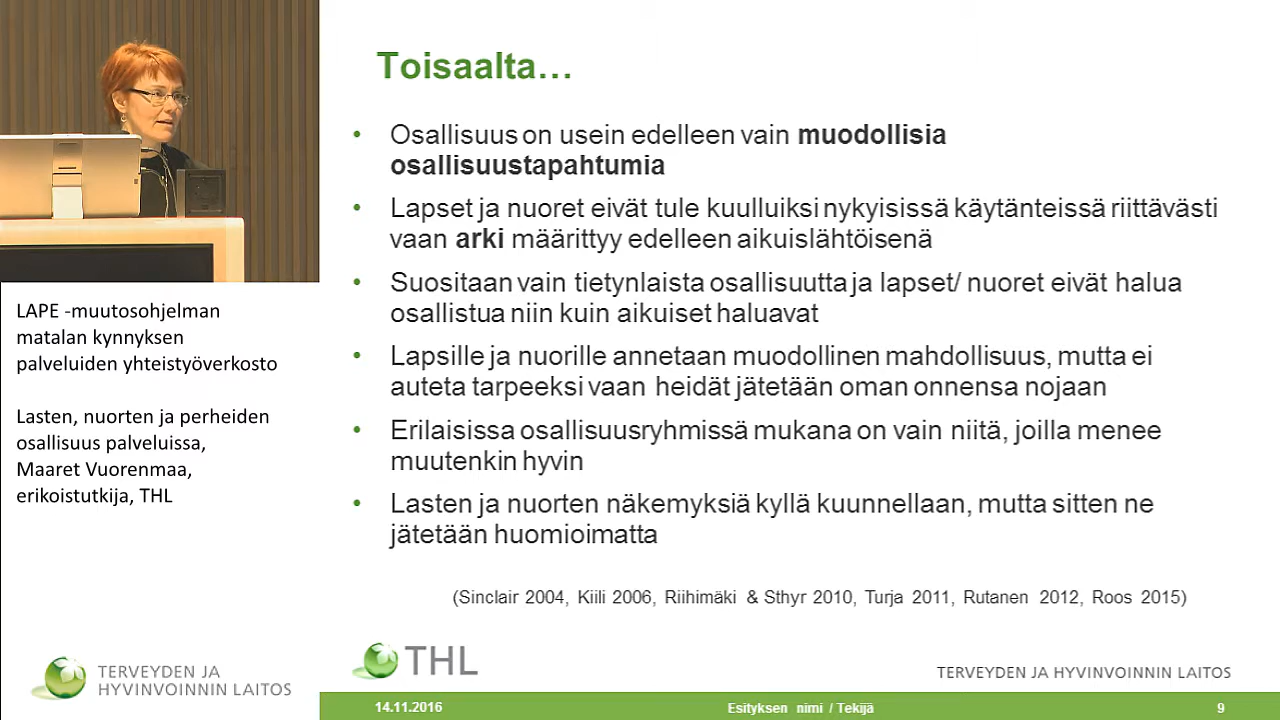 Toisaalta…
• Osallisuus on usein edelleen vain muodollisia
osallisuustapahtumia
• Lapset ja nuoret eivät tule kuulluiksi nykyisissä käytänteissä riittävästi
vaan arki määrittyy edelleen aikuislähtöisenä
• Suositaan vain tietynlaista osallisuutta ja lapset/ nuoret eivät halua
osallistua niin kuin aikuiset haluavat
• Lapsille ja nuorille annetaan muodollinen mahdollisuus, mutta ei
auteta tarpeeksi vaan heidät jätetään oman onnensa nojaan
• Erilaisissa osallisuusryhmissä mukana on vain niitä, joilla menee
muutenkin hyvin
• Lasten ja nuorten näkemyksiä kyllä kuunnellaan, mutta sitten ne
jätetään huomioimatta
(Sinclair 2004, Kiili 2006, Riihimäki & Sthyr 2010, Turja 2011, Rutanen 2012, Roos 2015)
LAPE -muutosohjelman
matalan kynnyksen
palveluiden yhteistyöverkosto
Lasten, nuorten ja perheiden
osallisuus palveluissa,
Maaret Vuorenmaa,
erikoistutkija, THL
TERVEYDEN JA
HYVINVOINNIN LAITOS
THL
TERVEYDEN JA HYVINVOINNIN LAITOS
14.11.2016
Esityksen nimi / Tekijä
9